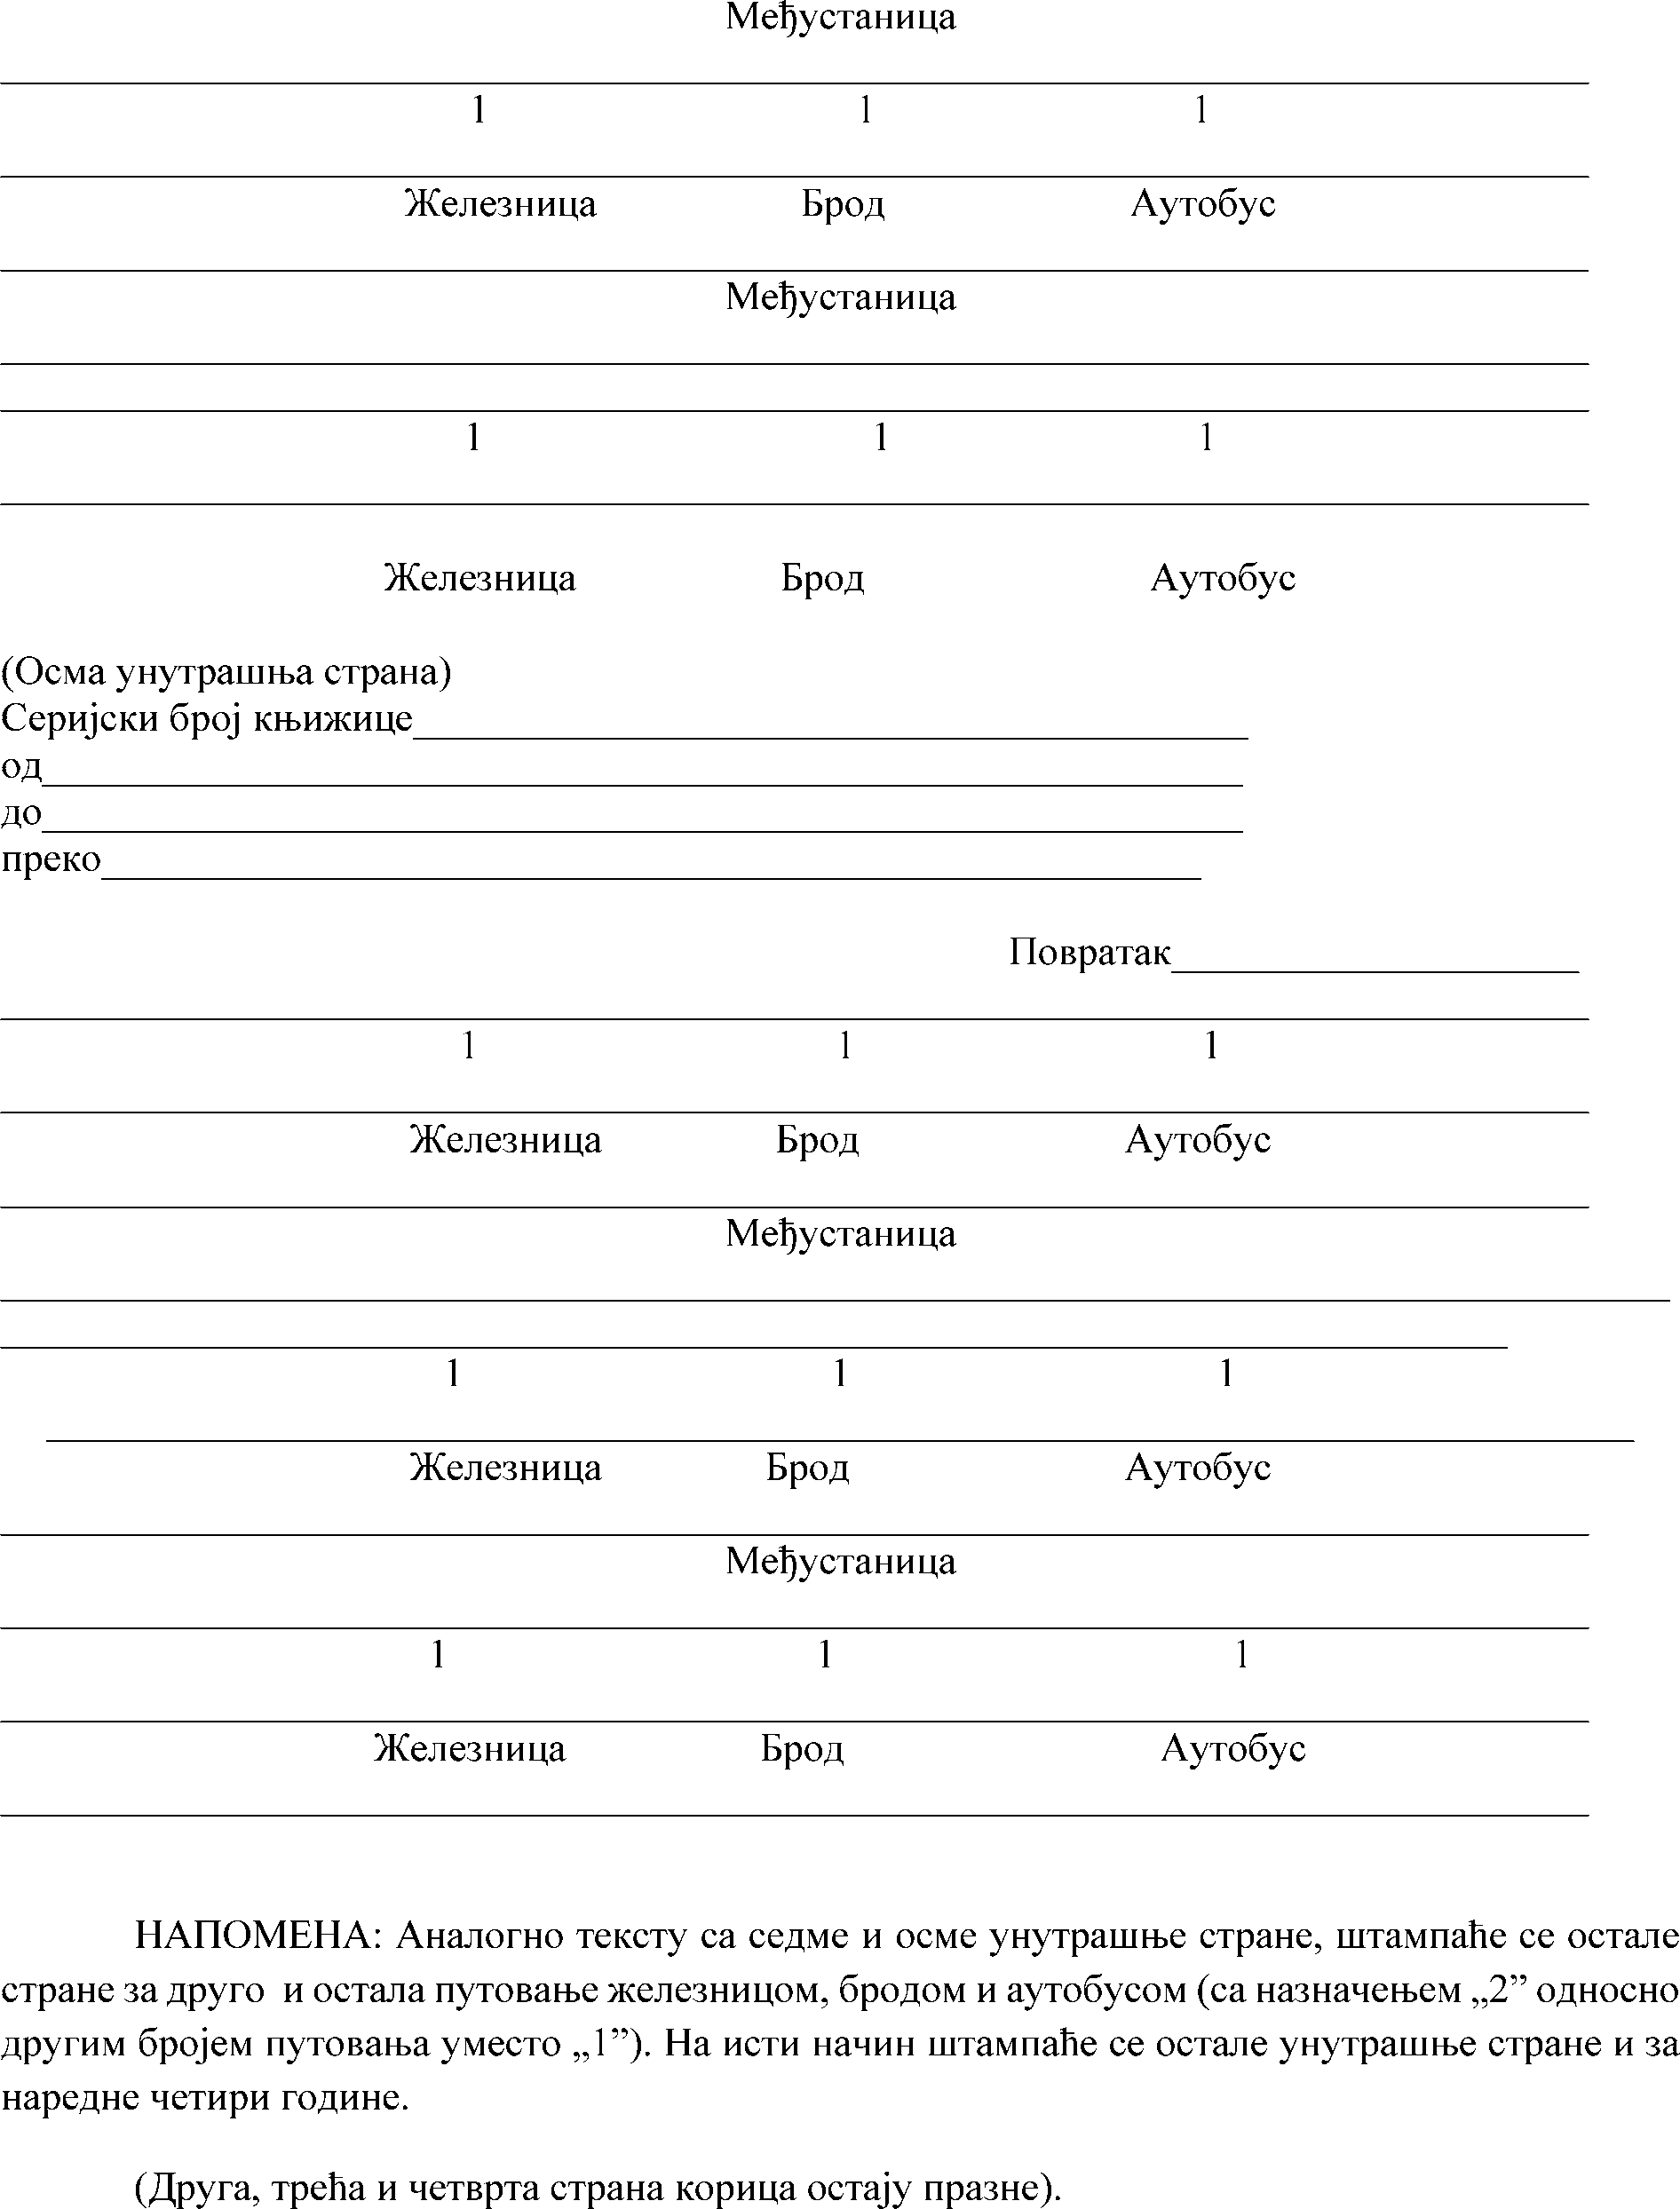 Међустаница
1 1 1
Железница Брод Аутобус
Међустаница
1 1 1
Железница Брод Аутобус
(Осма унутрашња страна)
Серијски број књижице
од
до
преко
Повратак
1 1 1
Железница Брод Аутобус
Међустаница
1 1 1
Железница Брод Аутобус
Међустаница
1 1 1
Железница Брод Аутобус
НАПОМЕНА: Аналогно тексту са седме и осме унутрашње стране, штампаће се остале
стране за друго и остала путовање железницом, бродом и аутобусом (са назначењем „2” односно
другим бројем путовања уместо „1”). На исти начин штампаће се остале унутрашње стране и за
наредне четири године.
(Друга, трећа и четврта страна корица остају празне).